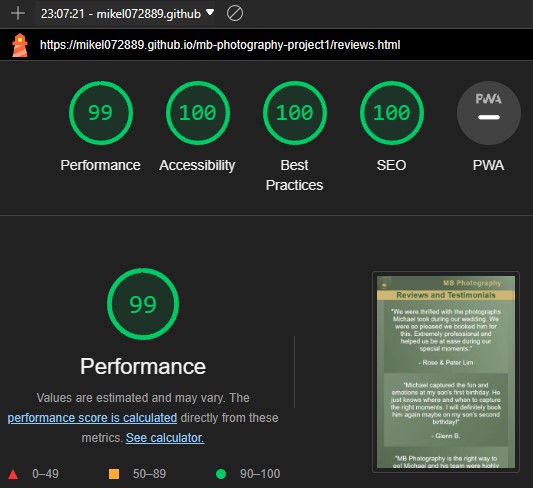 23:07:21 - mikel072889.github
https://mikel072889.github.io/mb-photography-project1/reviews.html
99
100
100
100
PWA
Performance
Accessibility
Best
Practices
SEO
PWA
99
Performance
Values are estimated and may vary. The
performance score is calculated directly from these
metrics. See calculator.
0–49
50–89
90–100
MB Photography
Reviews and Testimonials
"We were thrilled with the photographs
Michael took during our wedding. We
were so pleased we booked him for
this. Extremely professional and
helped us be at ease during our
special moments."
- Rose & Peter Lim
"Michael captured the fun and
emotions at my son's first birthday. He
just knows where and when to capture
the right moments. I will definitely book
him again maybe on my son's second
birthday!"
- Glenn B.
"MB Photography is the right way to
go! Michael and his team were highly